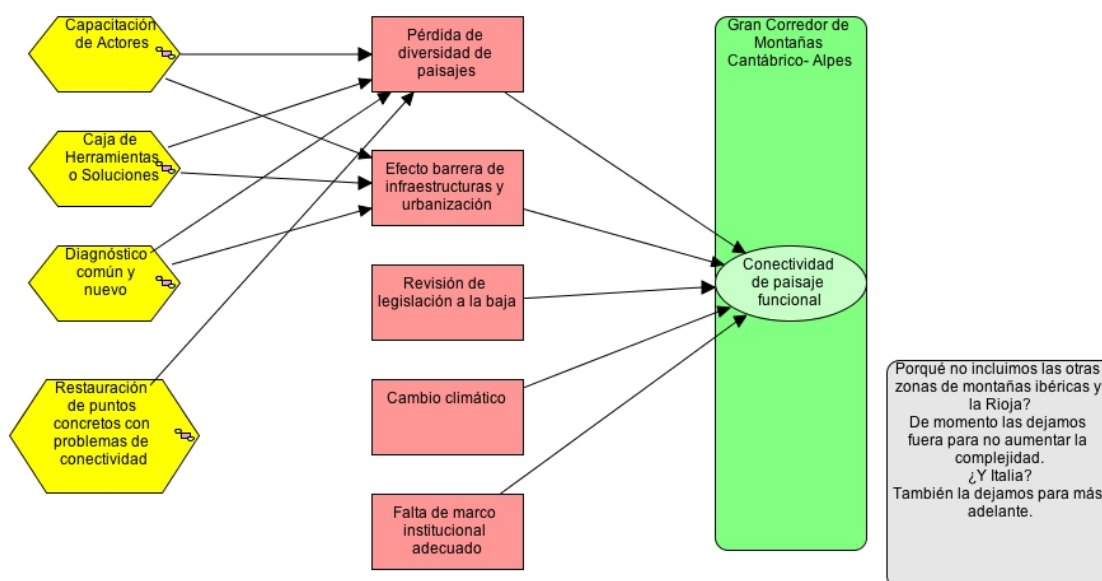 Capacitación
de Actores
Caja de
Herramientas
o Soluciones
Diagnóstico
común y
nuevo
Restauración
de puntos
concretos con
problemas de
conectividad
Pérdida de
diversidad de
paisajes
Efecto barrera de
infraestructuras y
urbanización
Revisión de
legislación a la baja
Cambio climático
Falta de marco
institucional
adecuado
Gran Corredor de
Montañas
Cantábrico- Alpes
Conectividad
de paisaje
funcional
Porqué no incluimos las otras
zonas de montañas ibéricas y
la Rioja?
De momento las dejamos
fuera para no aumentar la
complejidad.
¿Y Italia?
También la dejamos para más
adelante.